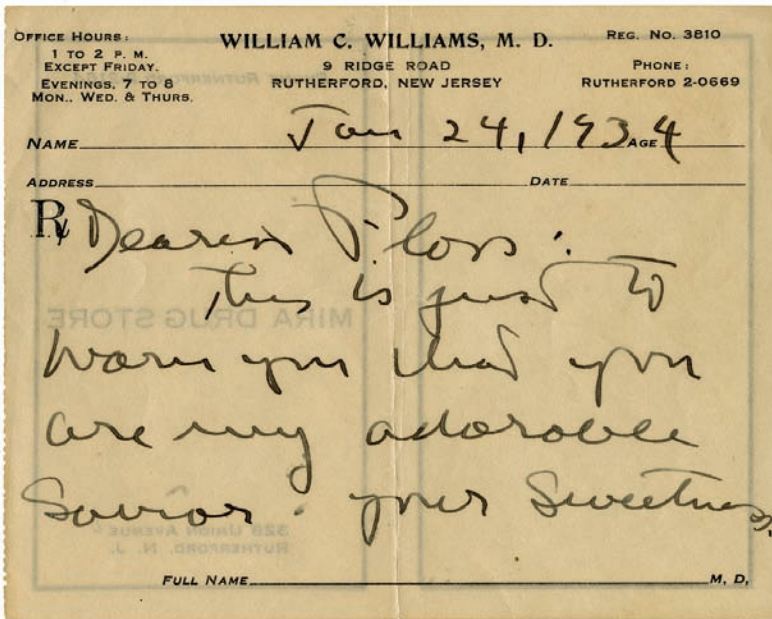 OFFICE HOURS:
1 TO 2 P. M.
EXCEPT FRIDAY.
EVENINGS, 7 TO 8
MON., WED. & THURS.
WILLIAM C. WILLIAMS, M. D.
9 RIDGE ROAD
RUTHERFORD, NEW JERSEY
REG. NO. 3810
PHONE:
RUTHERFORD 2-0669
NAME Jan 24, 1934 AGE
ADDRESS DATE
℞ Dearest Floss:
This is just to
warn you that you
are my adorable
Savior. your Sweetness.
MIRA DRUG STORE
328 UNION AVENUE
RUTHERFORD, N. J.
FULL NAME M. D.